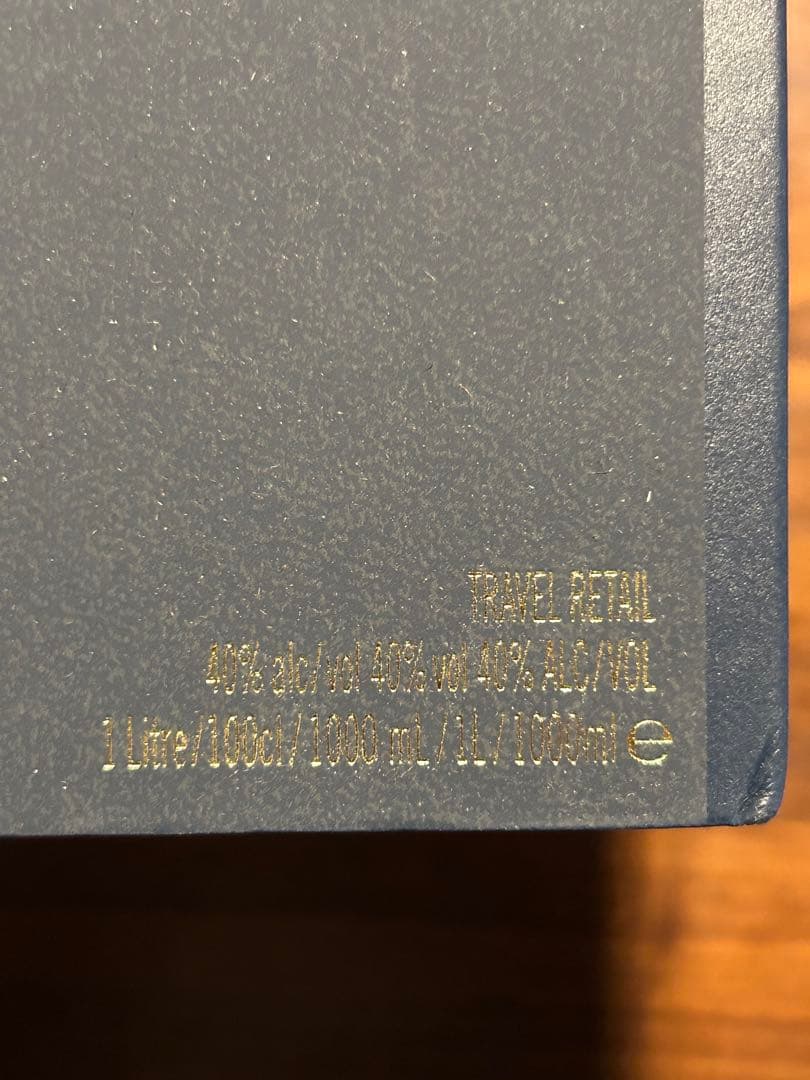 TRAVEL RETAIL
40% alc/vol 40% vol 40% ALC/VOL
1 Litre/100cl/1000 mL/1L/1000ml e